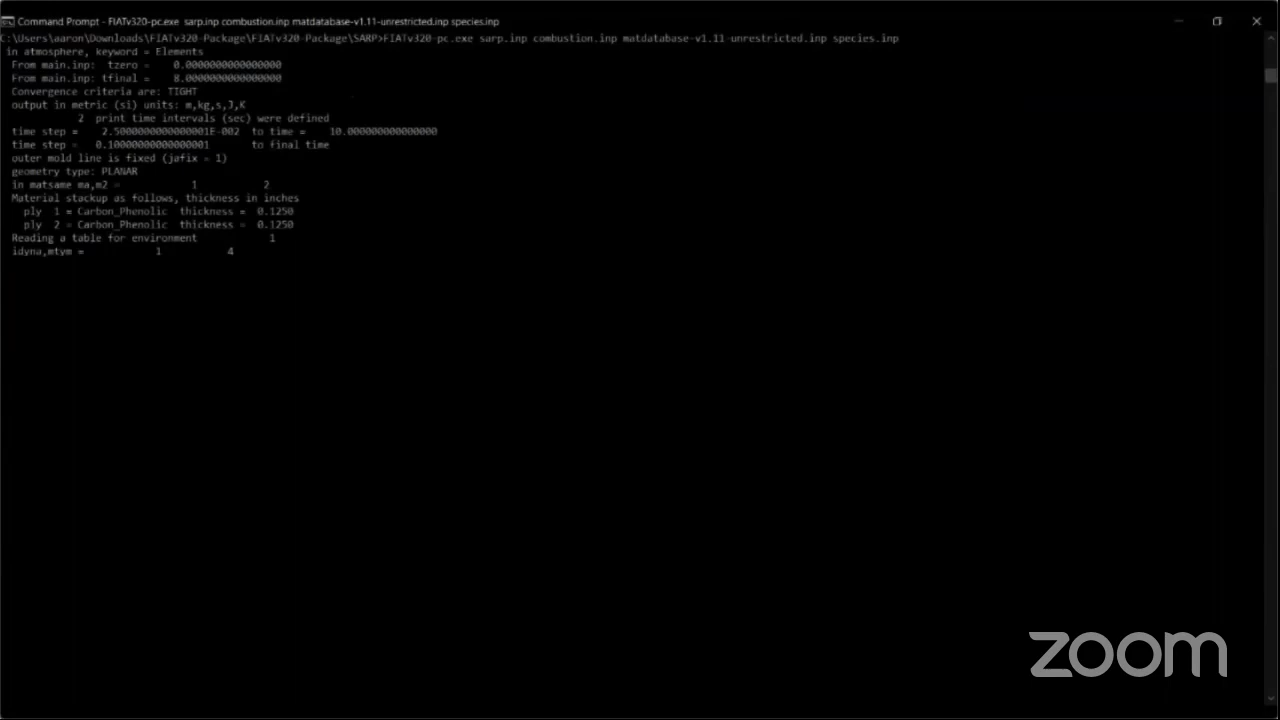 Command Prompt - FIATv320-pc.exe sarp.inp combustion.inp matdatabase-v1.11-unrestricted.inp species.inp
C:\Users\aaron\Downloads\FIATv320-Package\FIATv320-Package\SARP>FIATv320-pc.exe sarp.inp combustion.inp matdatabase-v1.11-unrestricted.inp species.inp
in atmosphere, keyword = Elements
From main.inp: tzero = 0.0000000000000000
From main.inp: tfinal = 8.0000000000000000
Convergence criteria are: TIGHT
output in metric (si) units: m,kg,s,J,K
2 print time intervals (sec) were defined
time step = 2.5000000000000001E-002 to time = 10.000000000000000
time step = 0.10000000000000001 to final time
outer mold line is fixed (jafix = 1)
geometry type: PLANAR
in matsame ma,m2 = 1 2
Material stackup as follows, thickness in inches
ply 1 = Carbon_Phenolic thickness = 0.1250
ply 2 = Carbon_Phenolic thickness = 0.1250
Reading a table for environment 1
idyna,mtym = 1 4
zoom